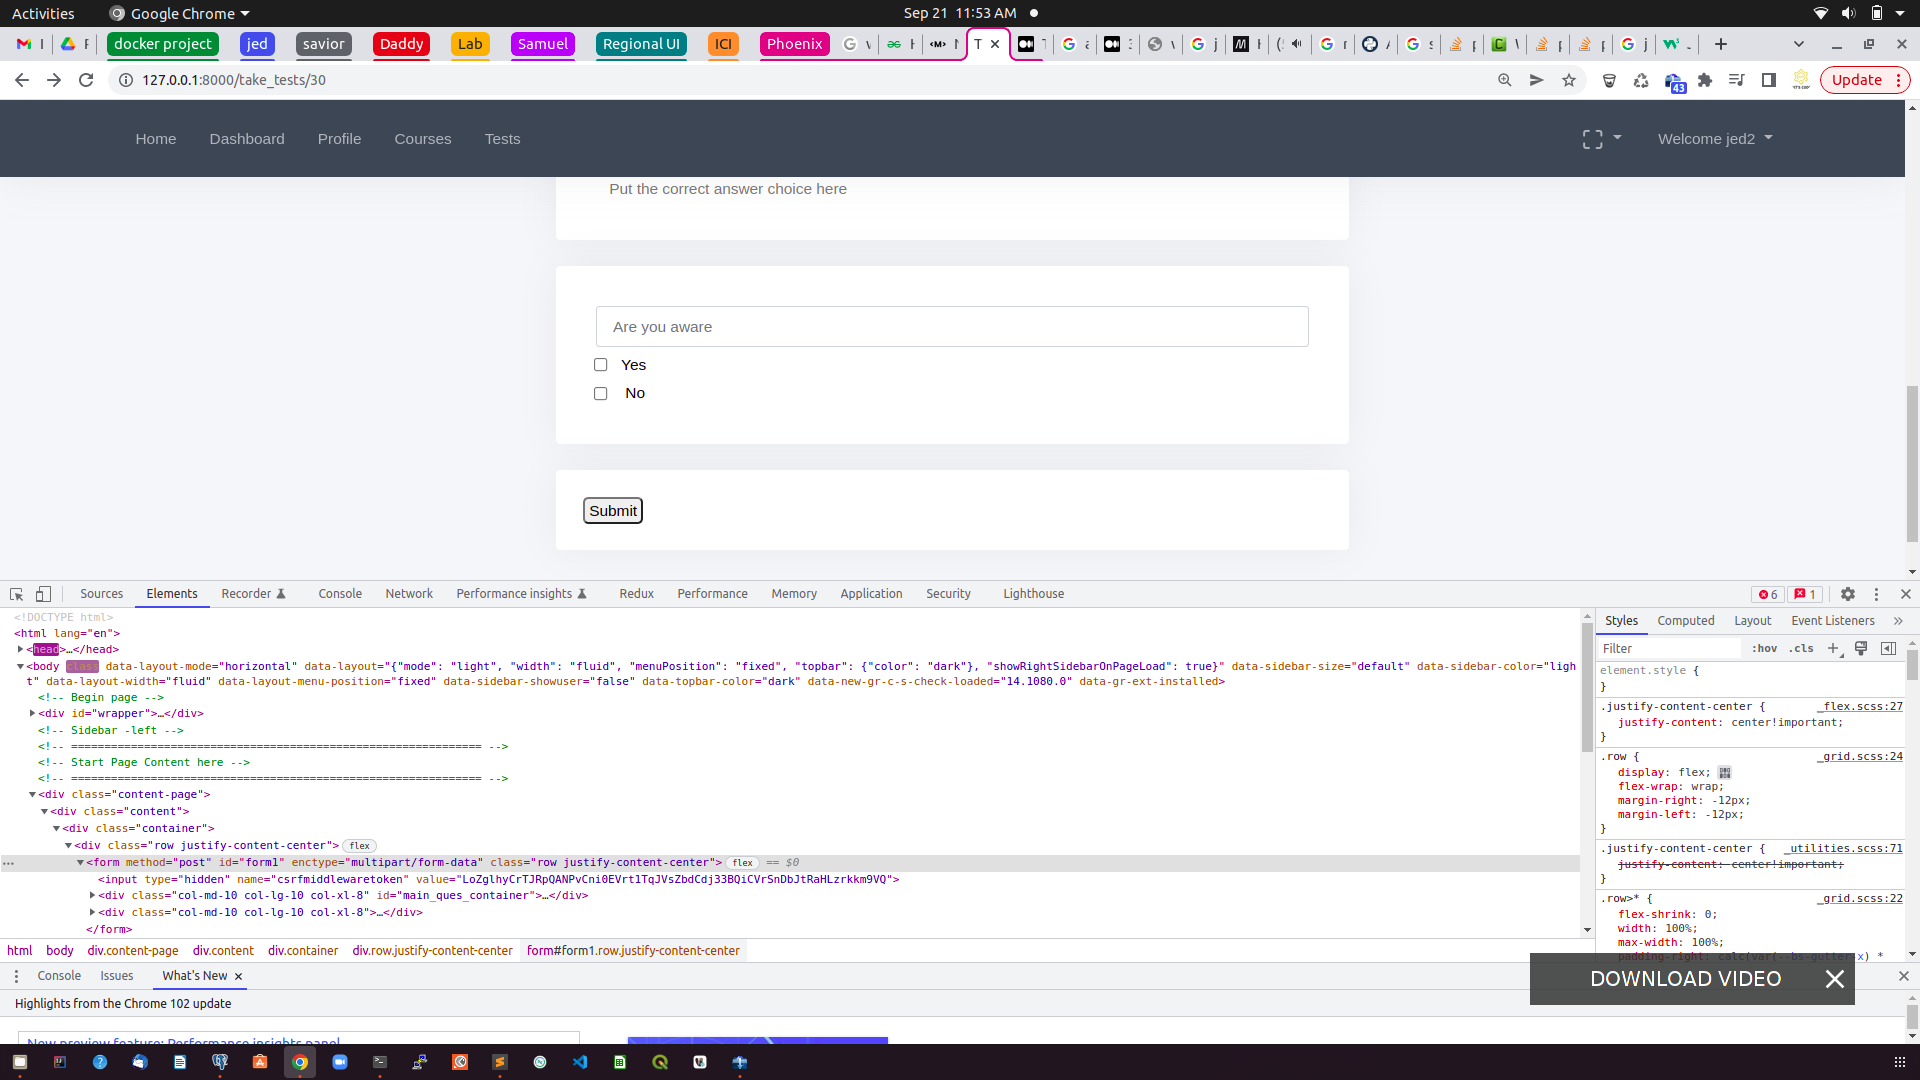 Activities
Google Chrome
Sep 21 11:53 AM
docker project
jed
savior
Daddy
Lab
Samuel
Regional UI
ICI
Phoenix
127.0.0.1:8000/take_tests/30
43
Update
Home
Dashboard
Profile
Courses
Tests
Welcome jed2
Put the correct answer choice here
Are you aware
Yes
No
Submit
Sources
Elements
Recorder
Console
Network
Performance insights
Redux
Performance
Memory
Application
Security
Lighthouse
6
1
<!DOCTYPE html>
<html lang="en">
<head>…</head>
<body class data-layout-mode="horizontal" data-layout="{"mode": "light", "width": "fluid", "menuPosition": "fixed", "topbar": {"color": "dark"}, "showRightSidebarOnPageLoad": true}" data-sidebar-size="default" data-sidebar-color="ligh
t" data-layout-width="fluid" data-layout-menu-position="fixed" data-sidebar-showuser="false" data-topbar-color="dark" data-new-gr-c-s-check-loaded="14.1080.0" data-gr-ext-installed>
<!-- Begin page -->
<div id="wrapper">…</div>
<!-- Sidebar -left -->
<!-- ============================================================== -->
<!-- Start Page Content here -->
<!-- ============================================================== -->
<div class="content-page">
<div class="content">
<div class="container">
<div class="row justify-content-center"> flex
<form method="post" id="form1" enctype="multipart/form-data" class="row justify-content-center"> flex == $0
<input type="hidden" name="csrfmiddlewaretoken" value="LoZglhyCrTJRpQANPvCni0EVrt1TqJVsZbdCdj33BQiCVrSnDbJtRaHLzrkkm9VQ">
<div class="col-md-10 col-lg-10 col-xl-8" id="main_ques_container">…</div>
<div class="col-md-10 col-lg-10 col-xl-8">…</div>
</form>
html
body
div.content-page
div.content
div.container
div.row.justify-content-center
form#form1.row.justify-content-center
Styles
Computed
Layout
Event Listeners
Filter
:hov
.cls
element.style {
}
.justify-content-center {
_flex.scss:27
justify-content: center!important;
}
.row {
_grid.scss:24
display: flex;
flex-wrap: wrap;
margin-right: -12px;
margin-left: -12px;
}
.justify-content-center {
_utilities.scss:71
justify-content: center!important;
}
.row>* {
_grid.scss:22
flex-shrink: 0;
width: 100%;
max-width: 100%;
padding-right: calc(var(--bs-gutter-x) *
DOWNLOAD VIDEO
Console
Issues
What's New
Highlights from the Chrome 102 update
New preview feature: Performance insights panel